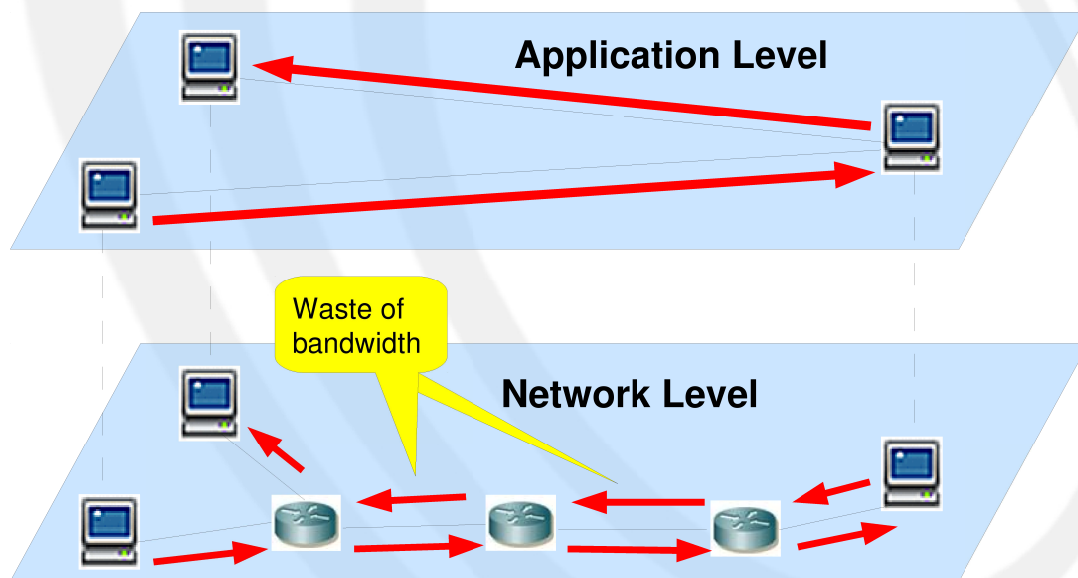 Application Level
Waste of
bandwidth
Network Level